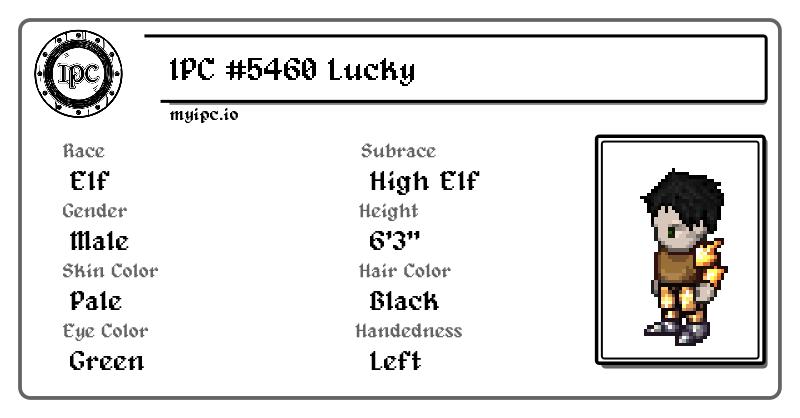 IPC
IPC #5460 Lucky
myipc.io
Race
Elf
Subrace
High Elf
Gender
Male
Height
6'3"
Skin Color
Pale
Hair Color
Black
Eye Color
Green
Handedness
Left